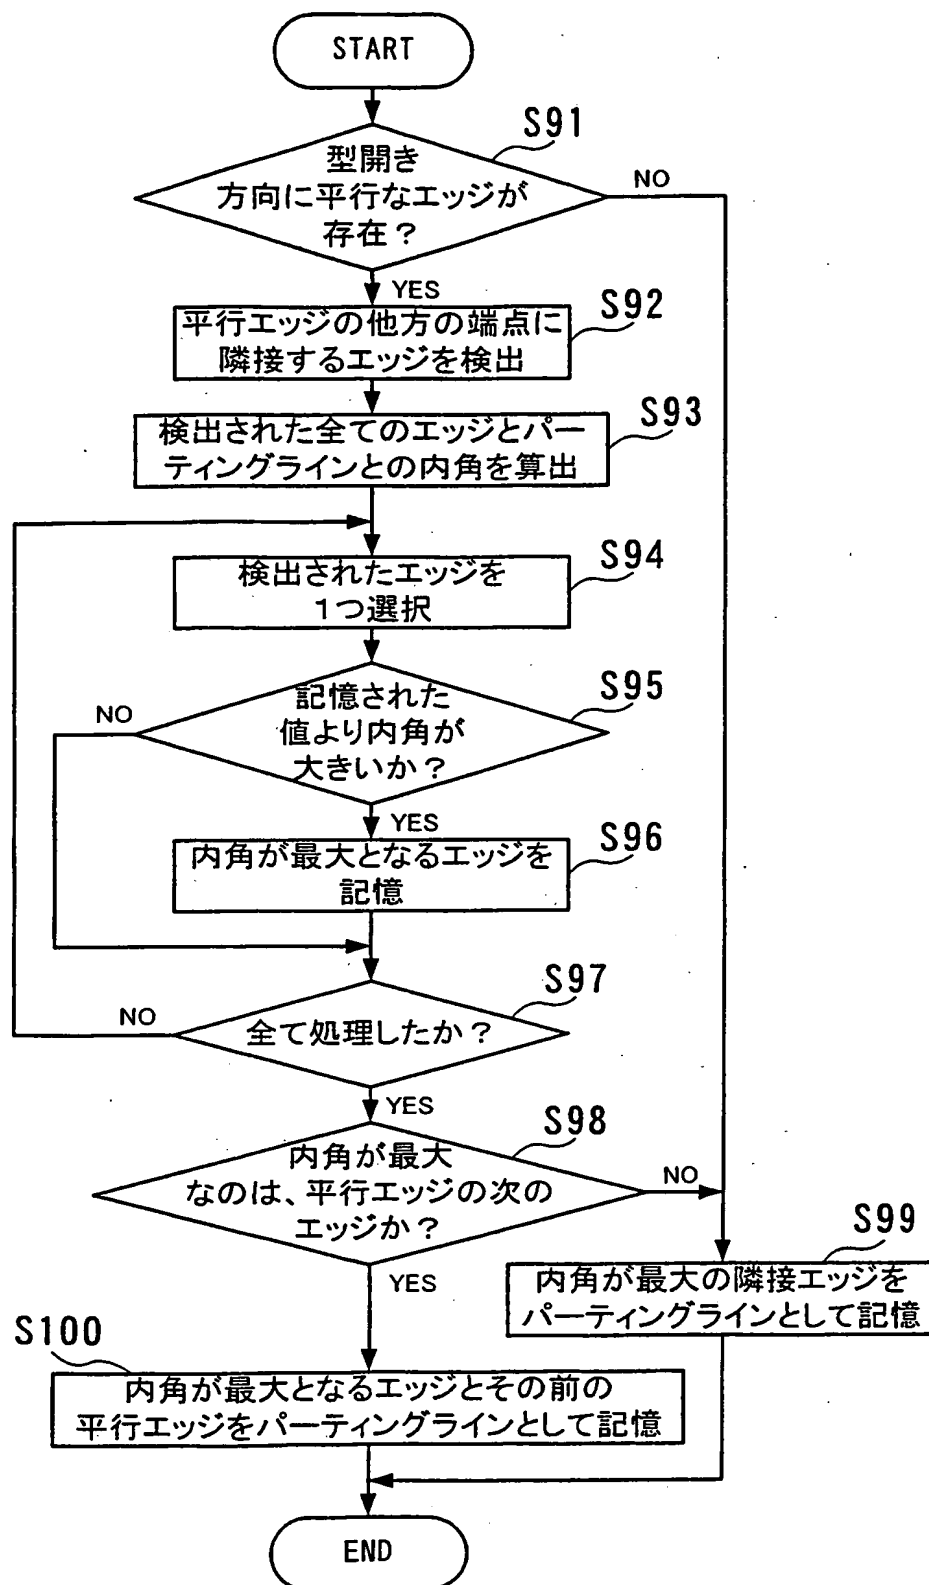 START
S91
型開き
方向に平行なエッジが
存在?
NO
YES
S92
平行エッジの他方の端点に
隣接するエッジを検出
S93
検出された全てのエッジとパー
ティングラインとの内角を算出
S94
検出されたエッジを
1つ選択
S95
記憶された
値より内角が
大きいか?
NO
YES
S96
内角が最大となるエッジを
記憶
S97
全て処理したか?
NO
YES
S98
内角が最大
なのは、平行エッジの次の
エッジか?
NO
YES
S99
内角が最大の隣接エッジを
パーティングラインとして記憶
S100
内角が最大となるエッジとその前の
平行エッジをパーティングラインとして記憶
END